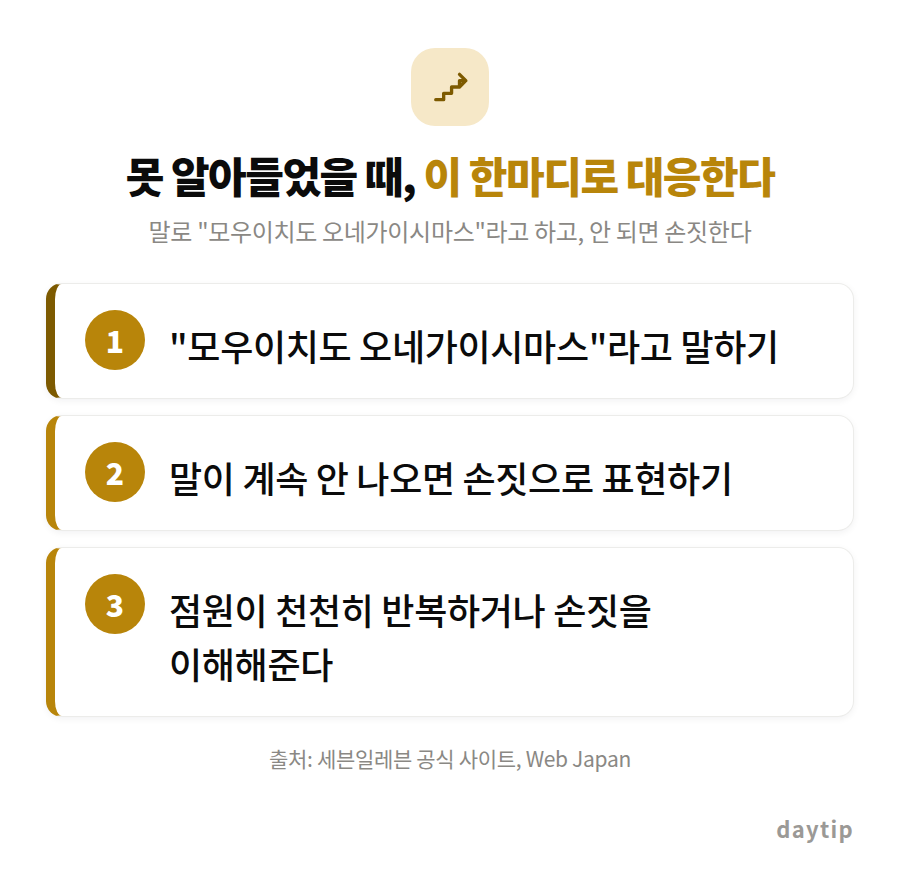 못 알아들었을 때, 이 한마디로 대응한다
말로 "모우이치도 오네가이시마스"라고 하고, 안 되면 손짓한다
1 "모우이치도 오네가이시마스"라고 말하기
2 말이 계속 안 나오면 손짓으로 표현하기
3 점원이 천천히 반복하거나 손짓을
이해해준다
출처: 세븐일레븐 공식 사이트, Web Japan
daytip